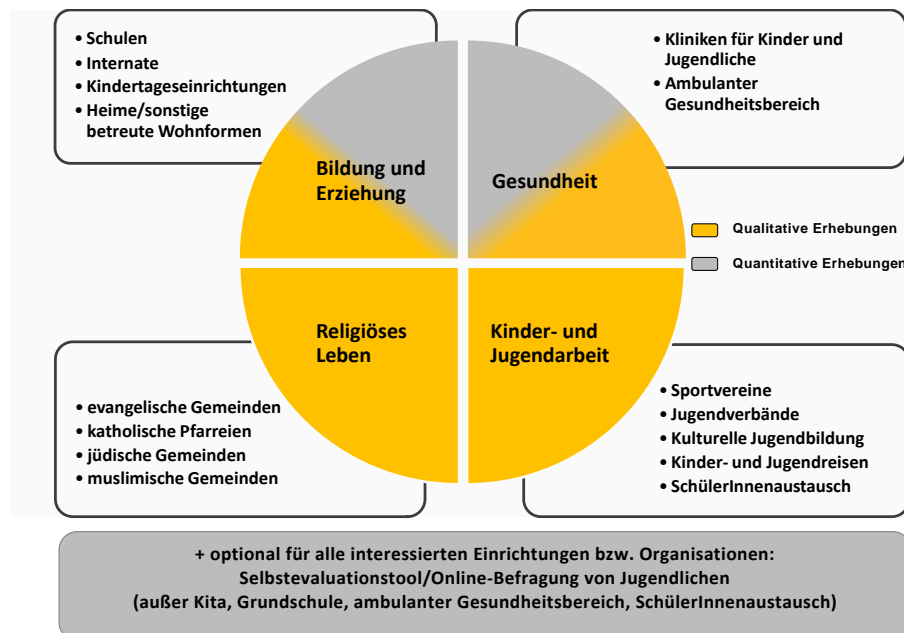 • Schulen
• Internate
• Kindertageseinrichtungen
• Heime/sonstige
betreute Wohnformen
• Kliniken für Kinder und
Jugendliche
• Ambulanter
Gesundheitsbereich
Bildung und
Erziehung
Gesundheit
Qualitative Erhebungen
Quantitative Erhebungen
Religiöses
Leben
Kinder- und
Jugendarbeit
• evangelische Gemeinden
• katholische Pfarreien
• jüdische Gemeinden
• muslimische Gemeinden
• Sportvereine
• Jugendverbände
• Kulturelle Jugendbildung
• Kinder- und Jugendreisen
• SchülerInnenaustausch
+ optional für alle interessierten Einrichtungen bzw. Organisationen:
Selbstevaluationstool/Online-Befragung von Jugendlichen
(außer Kita, Grundschule, ambulanter Gesundheitsbereich, SchülerInnenaustausch)